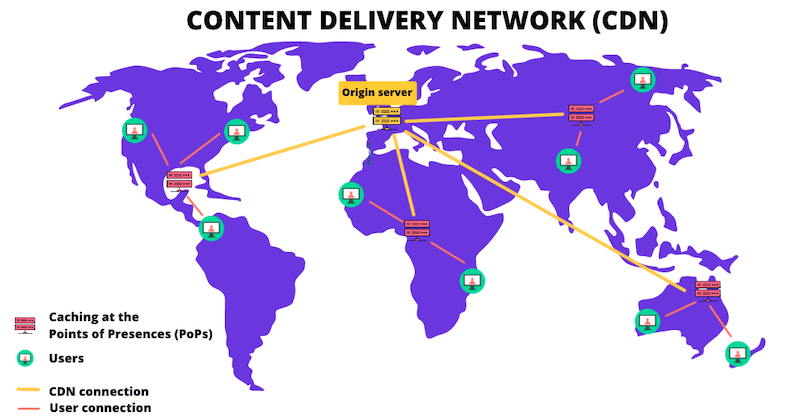 CONTENT DELIVERY NETWORK (CDN)
Origin server
Caching at the
Points of Presences (PoPs)
Users
CDN connection
User connection